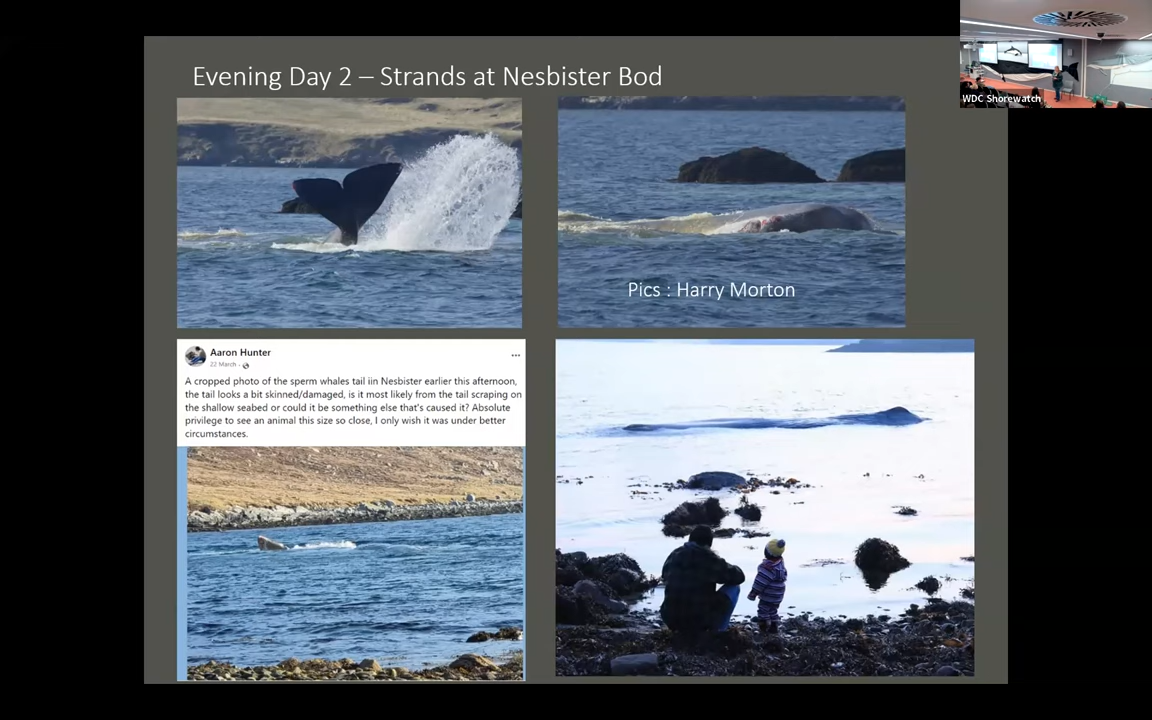 WDC Shorewatch
Evening Day 2 – Strands at Nesbister Bod
Pics : Harry Morton
Aaron Hunter
22 March ·
A cropped photo of the sperm whales tail iin Nesbister earlier this afternoon,
the tail looks a bit skinned/damaged, is it most likely from the tail scraping on
the shallow seabed or could it be something else that's caused it? Absolute
privilege to see an animal this size so close, I only wish it was under better
circumstances.